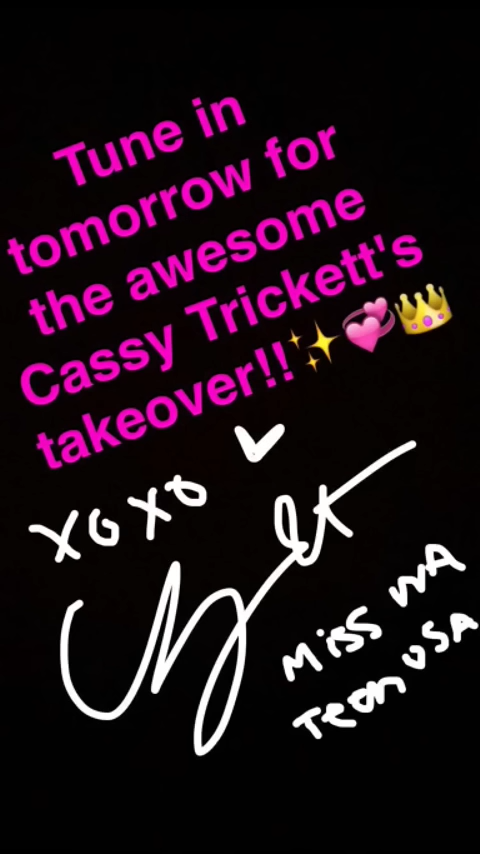 Tune in
tomorrow for
the awesome
Cassy Trickett's
takeover!!✨💞👑
xoxo
Miss WA
Teen USA